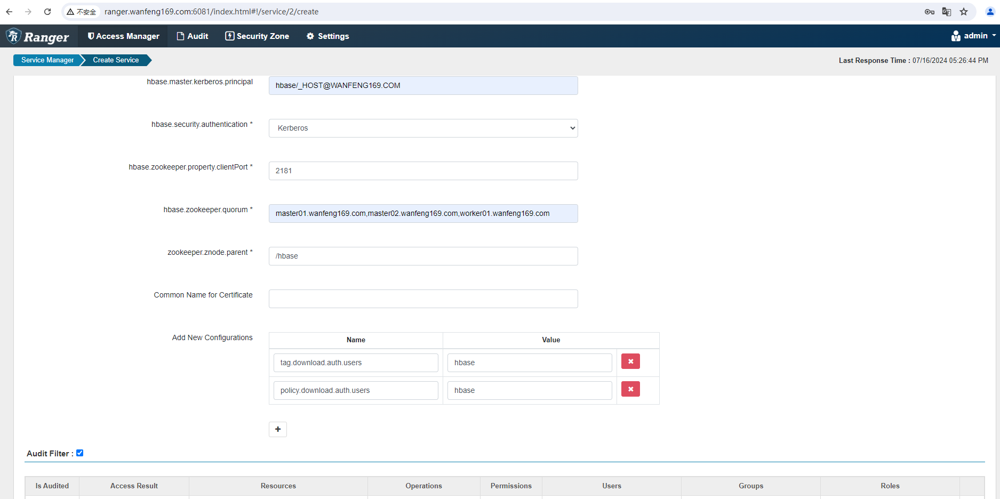 不安全
ranger.wanfeng169.com:6081/index.html#!/service/2/create
Ranger
Access Manager
Audit
Security Zone
Settings
admin
Service Manager
Create Service
Last Response Time : 07/16/2024 05:26:44 PM
hbase.master.kerberos.principal
hbase/_HOST@WANFENG169.COM
hbase.security.authentication *
Kerberos
hbase.zookeeper.property.clientPort *
2181
hbase.zookeeper.quorum *
master01.wanfeng169.com,master02.wanfeng169.com,worker01.wanfeng169.com
zookeeper.znode.parent *
/hbase
Common Name for Certificate
Add New Configurations
Name
Value
tag.download.auth.users
hbase
policy.download.auth.users
hbase
Audit Filter :
Is Audited
Access Result
Resources
Operations
Permissions
Users
Groups
Roles